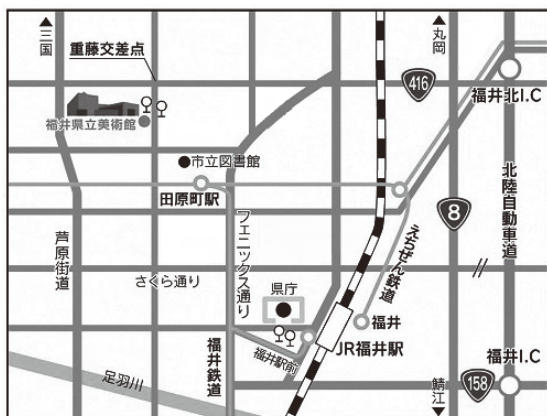 ▲三国
重藤交差点
▲丸岡
416
福井北I.C
福井県立美術館
●市立図書館
田原町駅
北陸自動車道
8
芦原街道
さくら通り
フェニックス通り
えちぜん鉄道
県庁
福井
JR福井駅
福井駅前
足羽川
福井鉄道
鯖江▼
158
福井I.C